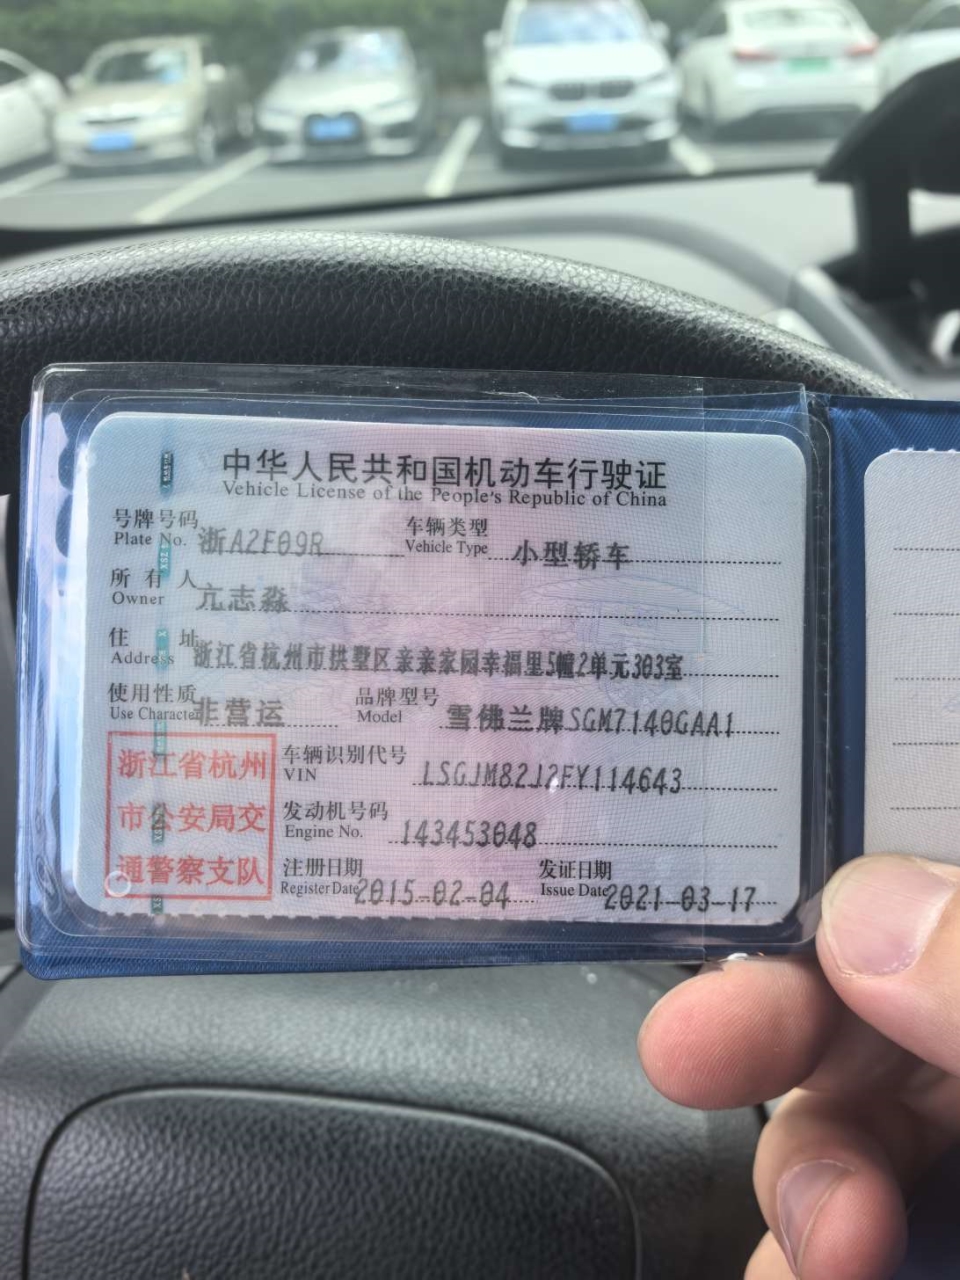 中华人民共和国机动车行驶证
Vehicle License of the People's Republic of China
号牌号码 浙A2F09R 车辆类型 小型轿车
Plate No. Vehicle Type
所有人 亢志淼
Owner
住址 浙江省杭州市拱墅区亲亲家园幸福里5幢2单元303室
Address
使用性质 非营运 品牌型号 雪佛兰牌SGM7140GAA1
Use Character Model
浙江省杭州
市公安局交
通警察支队
车辆识别代号 LSGJM82J2FY114643
VIN
发动机号码 143453048
Engine No.
注册日期 2015-02-04 发证日期 2021-03-17
Register Date Issue Date